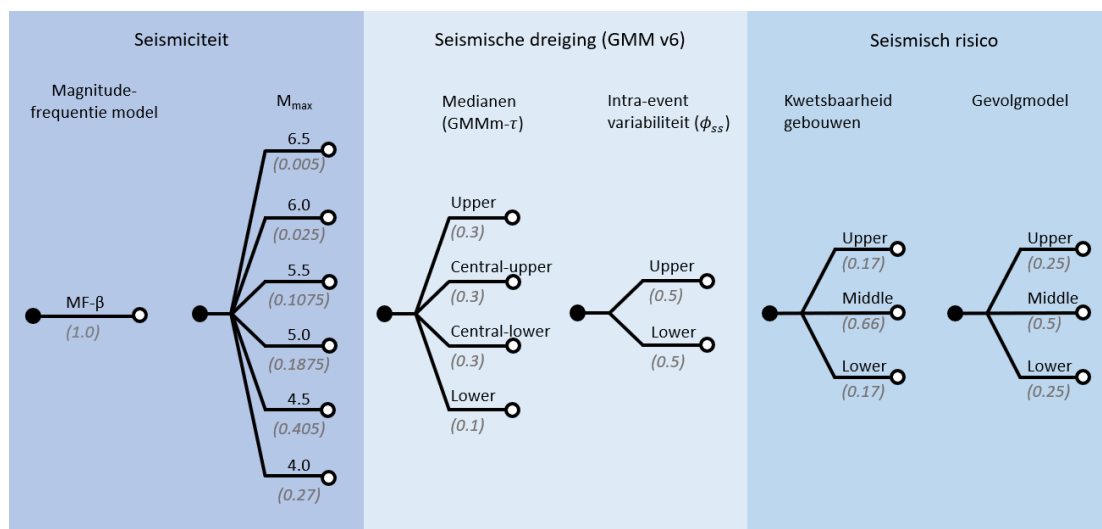 Seismiciteit
Magnitude-
frequentie model
MF-β
(1.0)
M_max
6.5
(0.005)
6.0
(0.025)
5.5
(0.1075)
5.0
(0.1875)
4.5
(0.405)
4.0
(0.27)
Seismische dreiging (GMM v6)
Medianen
(GMMm-τ)
Upper
(0.3)
Central-upper
(0.3)
Central-lower
(0.3)
Lower
(0.1)
Intra-event
variabiliteit (ϕ_ss)
Upper
(0.5)
Lower
(0.5)
Seismisch risico
Kwetsbaarheid
gebouwen
Upper
(0.17)
Middle
(0.66)
Lower
(0.17)
Gevolgmodel
Upper
(0.25)
Middle
(0.5)
Lower
(0.25)